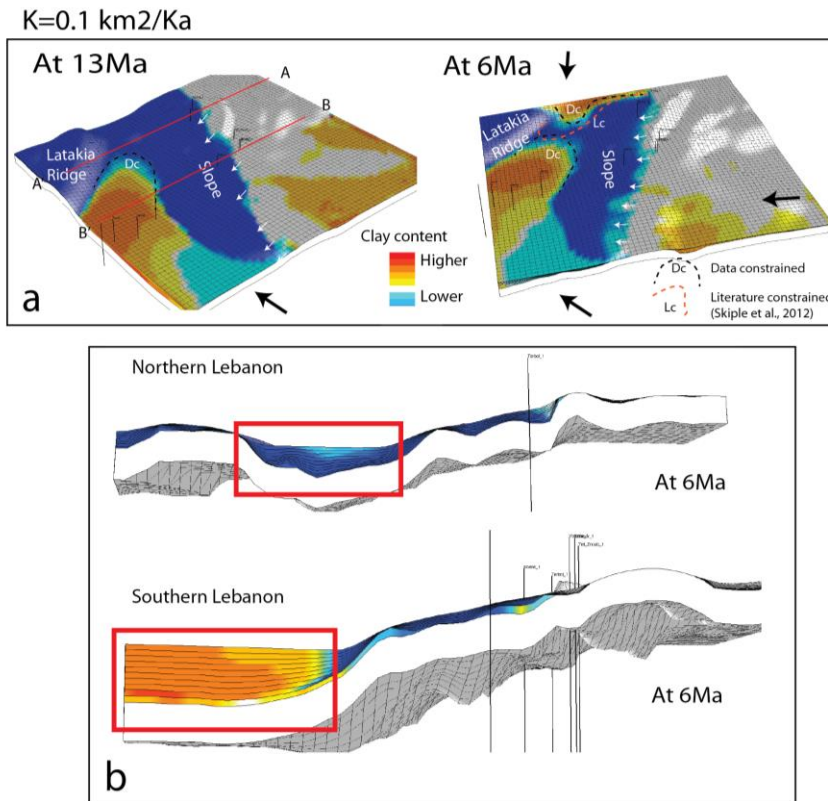 K=0.1 km2/Ka
At 13Ma
A
B
Latakia
Ridge
Dc
Slope
A'
B'
Clay content
Higher
Lower
a
At 6Ma
Dc
Lc
Latakia
Ridge
Dc
Slope
Dc
Data constrained
Lc
Literature constrained
(Skiple et al., 2012)
Northern Lebanon
At 6Ma
Southern Lebanon
At 6Ma
b